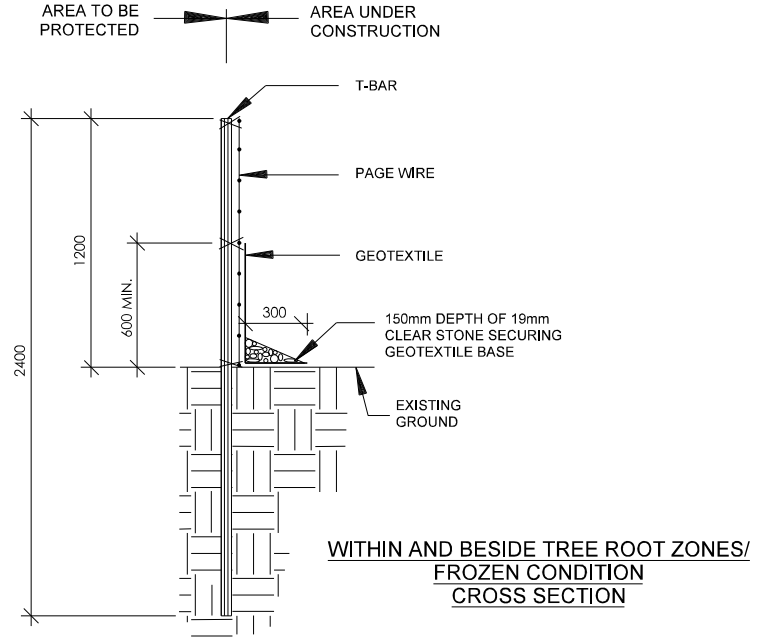 AREA TO BE
PROTECTED
AREA UNDER
CONSTRUCTION
T-BAR
PAGE WIRE
GEOTEXTILE
2400
1200
600 MIN.
300
150mm DEPTH OF 19mm
CLEAR STONE SECURING
GEOTEXTILE BASE
EXISTING
GROUND
WITHIN AND BESIDE TREE ROOT ZONES/
FROZEN CONDITION
CROSS SECTION